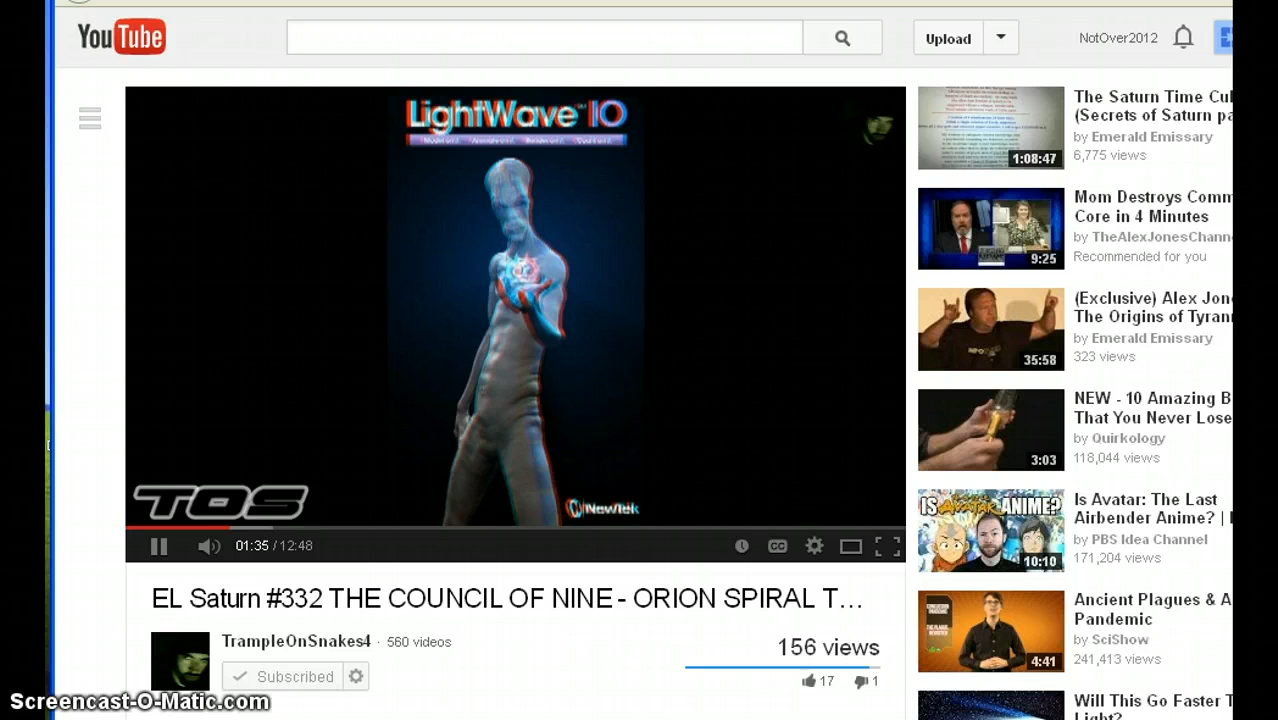 YouTube
Upload
NotOver2012
LightWave™ 10
TOS
NewTek
01:35 / 12:48
CC
EL Saturn #332 THE COUNCIL OF NINE - ORION SPIRAL T…
TrampleOnSnakes4 · 560 videos
Subscribed
156 views
17
1
1:08:47
The Saturn Time Cul
(Secrets of Saturn pa
by Emerald Emissary
6,775 views
9:25
Mom Destroys Comm
Core in 4 Minutes
by TheAlexJonesChann
Recommended for you
35:58
(Exclusive) Alex Jon
The Origins of Tyran
by Emerald Emissary
323 views
3:03
NEW - 10 Amazing B
That You Never Lose
by Quirkology
118,044 views
IS AVATAR ANIME?
10:10
Is Avatar: The Last
Airbender Anime? |
by PBS Idea Channel
171,204 views
4:41
Ancient Plagues & A
Pandemic
by SciShow
241,413 views
Will This Go Faster T
Light?
Screencast-O-Matic.com